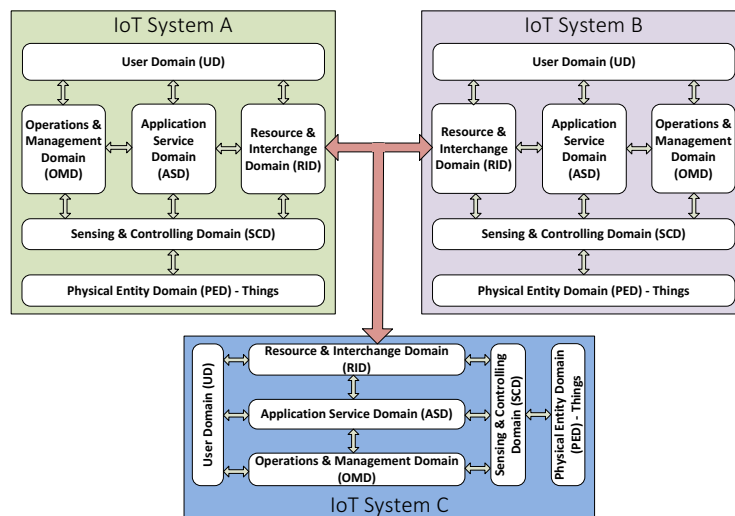 IoT System A
User Domain (UD)
Operations &
Management
Domain
(OMD)
Application
Service
Domain
(ASD)
Resource &
Interchange
Domain (RID)
Sensing & Controlling Domain (SCD)
Physical Entity Domain (PED) - Things
IoT System B
User Domain (UD)
Resource &
Interchange
Domain (RID)
Application
Service
Domain
(ASD)
Operations &
Management
Domain
(OMD)
Sensing & Controlling Domain (SCD)
Physical Entity Domain (PED) - Things
User Domain (UD)
Resource & Interchange Domain
(RID)
Application Service Domain (ASD)
Operations & Management Domain
(OMD)
Sensing & Controlling
Domain (SCD)
Physical Entity Domain
(PED) - Things
IoT System C